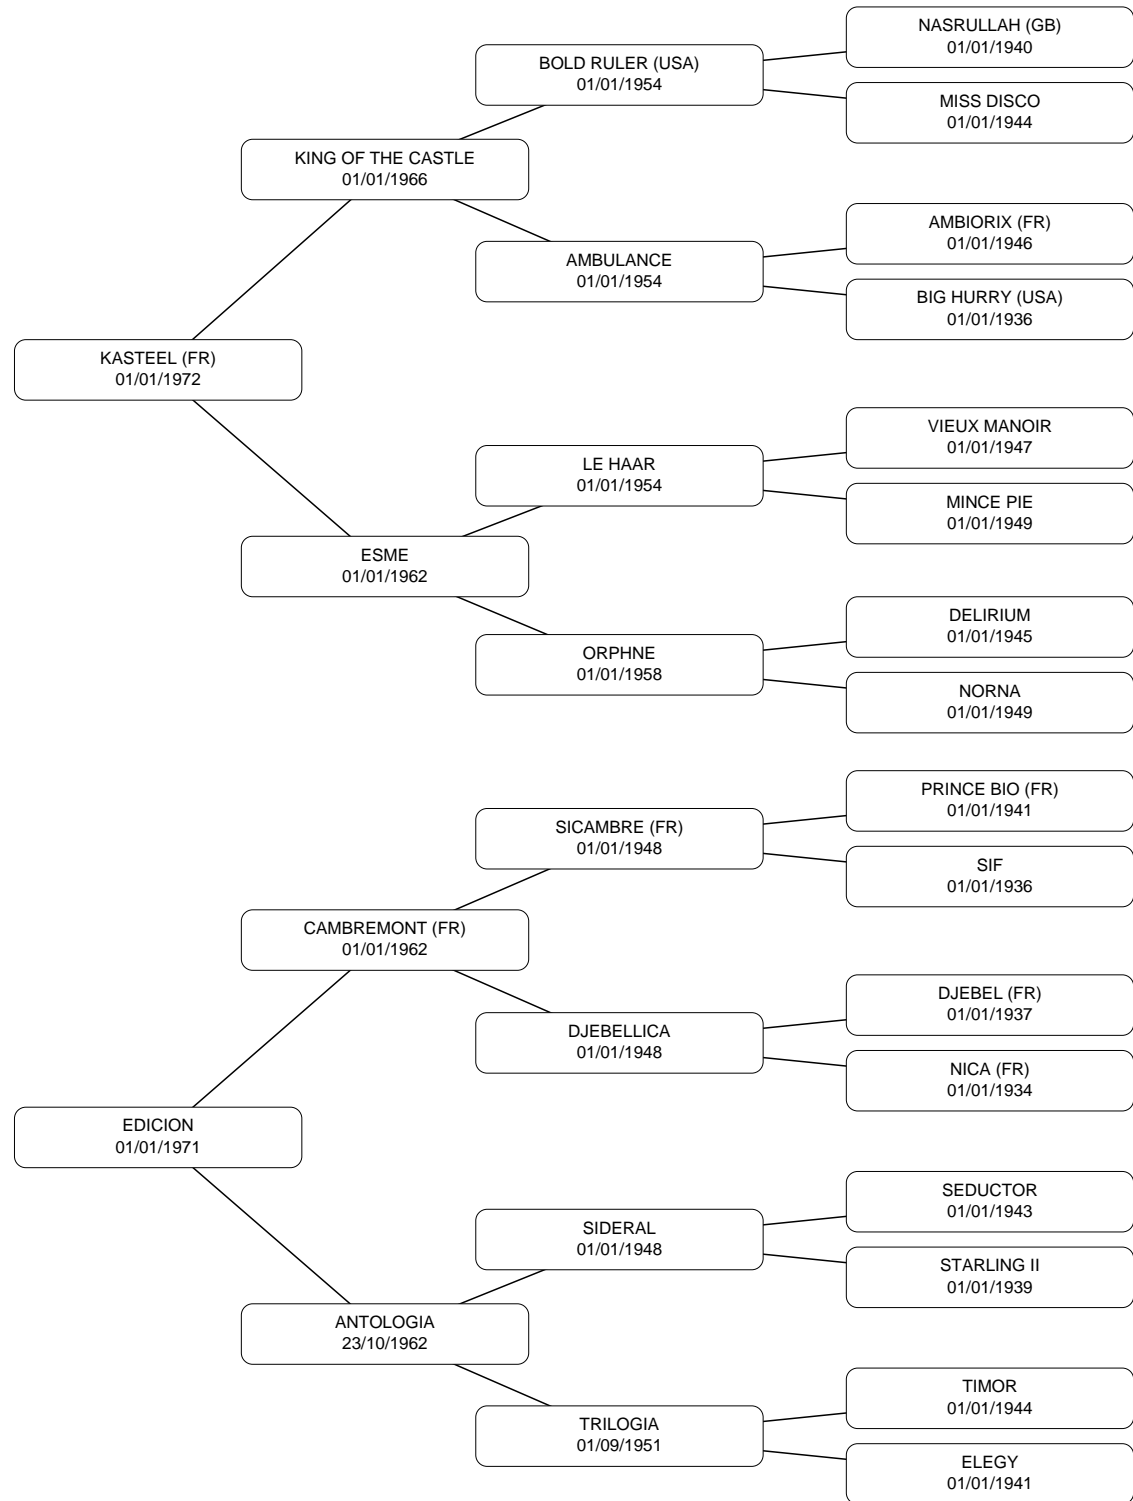 NASRULLAH (GB)
01/01/1940
BOLD RULER (USA)
01/01/1954
MISS DISCO
01/01/1944
KING OF THE CASTLE
01/01/1966
AMBIORIX (FR)
01/01/1946
AMBULANCE
01/01/1954
BIG HURRY (USA)
01/01/1936
KASTEEL (FR)
01/01/1972
VIEUX MANOIR
01/01/1947
LE HAAR
01/01/1954
MINCE PIE
01/01/1949
ESME
01/01/1962
DELIRIUM
01/01/1945
ORPHNE
01/01/1958
NORNA
01/01/1949
PRINCE BIO (FR)
01/01/1941
SICAMBRE (FR)
01/01/1948
SIF
01/01/1936
CAMBREMONT (FR)
01/01/1962
DJEBEL (FR)
01/01/1937
DJEBELLICA
01/01/1948
NICA (FR)
01/01/1934
EDICION
01/01/1971
SEDUCTOR
01/01/1943
SIDERAL
01/01/1948
STARLING II
01/01/1939
ANTOLOGIA
23/10/1962
TIMOR
01/01/1944
TRILOGIA
01/09/1951
ELEGY
01/01/1941